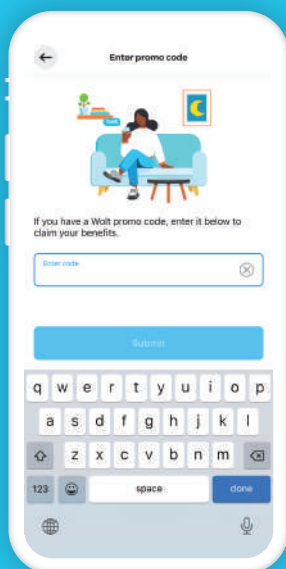 Enter promo code
If you have a Wolt promo code, enter it below to
claim your benefits.
Enter code
Submit
q w e r t y u i o p
a s d f g h j k l
z x c v b n m
123 space done